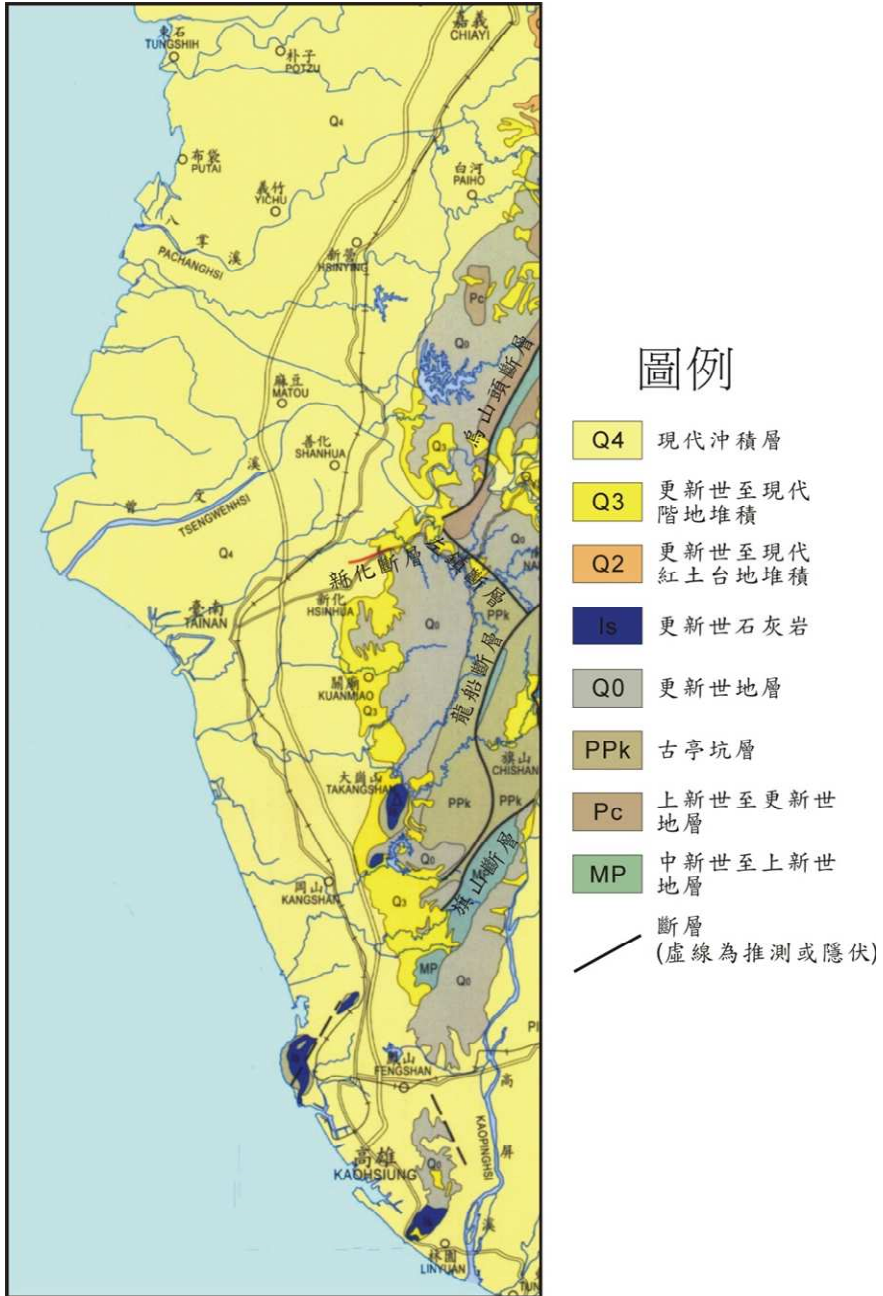 嘉義
CHIAYI
東石
TUNGSHIH
朴子
POTZU
Q4
布袋
PUTAI
白河
PAIHO
義竹
YICHU
八掌溪
PACHANGHSI
新營
HSINYING
Pc
Q0
烏山頭斷層
麻豆
MATOU
善化
SHANHUA
Q3
曾文溪
TSENGWENHSI
Q4
Q0
新化斷層
左鎮斷層
臺南
TAINAN
新化
HSINHUA
Q0
PPk
龍船斷層
關廟
KUANMIAO
Q3
大崗山
TAKANGSHAN
旗山
CHISHAN
PPk
PPk
Q0
岡山
KANGSHAN
Q3
旗山斷層
MP
Q0
鳳山
FENGSHAN
高屏溪
KAOPINGHSI
高雄
KAOHSIUNG
Q0
林園
LINYUAN
圖例
Q4 現代沖積層
Q3 更新世至現代
階地堆積
Q2 更新世至現代
紅土台地堆積
ls 更新世石灰岩
Q0 更新世地層
PPk 古亭坑層
Pc 上新世至更新世
地層
MP 中新世至上新世
地層
斷層
(虛線為推測或隱伏)